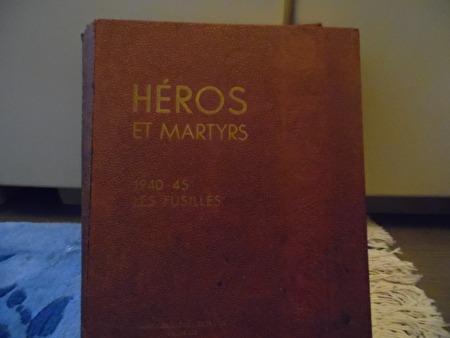 HÉROS
ET MARTYRS
1940 45
LES FUSILLÉS